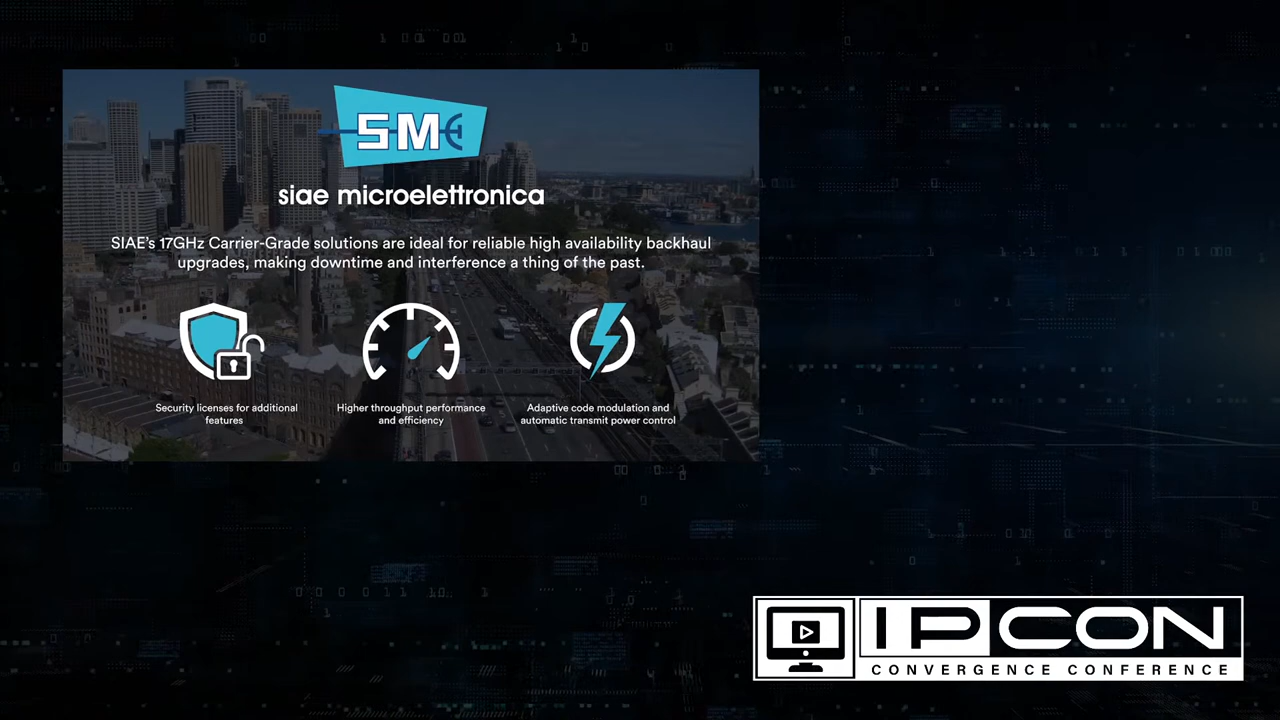 SM
siae microelettronica
SIAE's 17GHz Carrier-Grade solutions are ideal for reliable high availability backhaul
upgrades, making downtime and interference a thing of the past.
Security licenses for additional
features
Higher throughput performance
and efficiency
Adaptive code modulation and
automatic transmit power control
IPCON
CONVERGENCE CONFERENCE